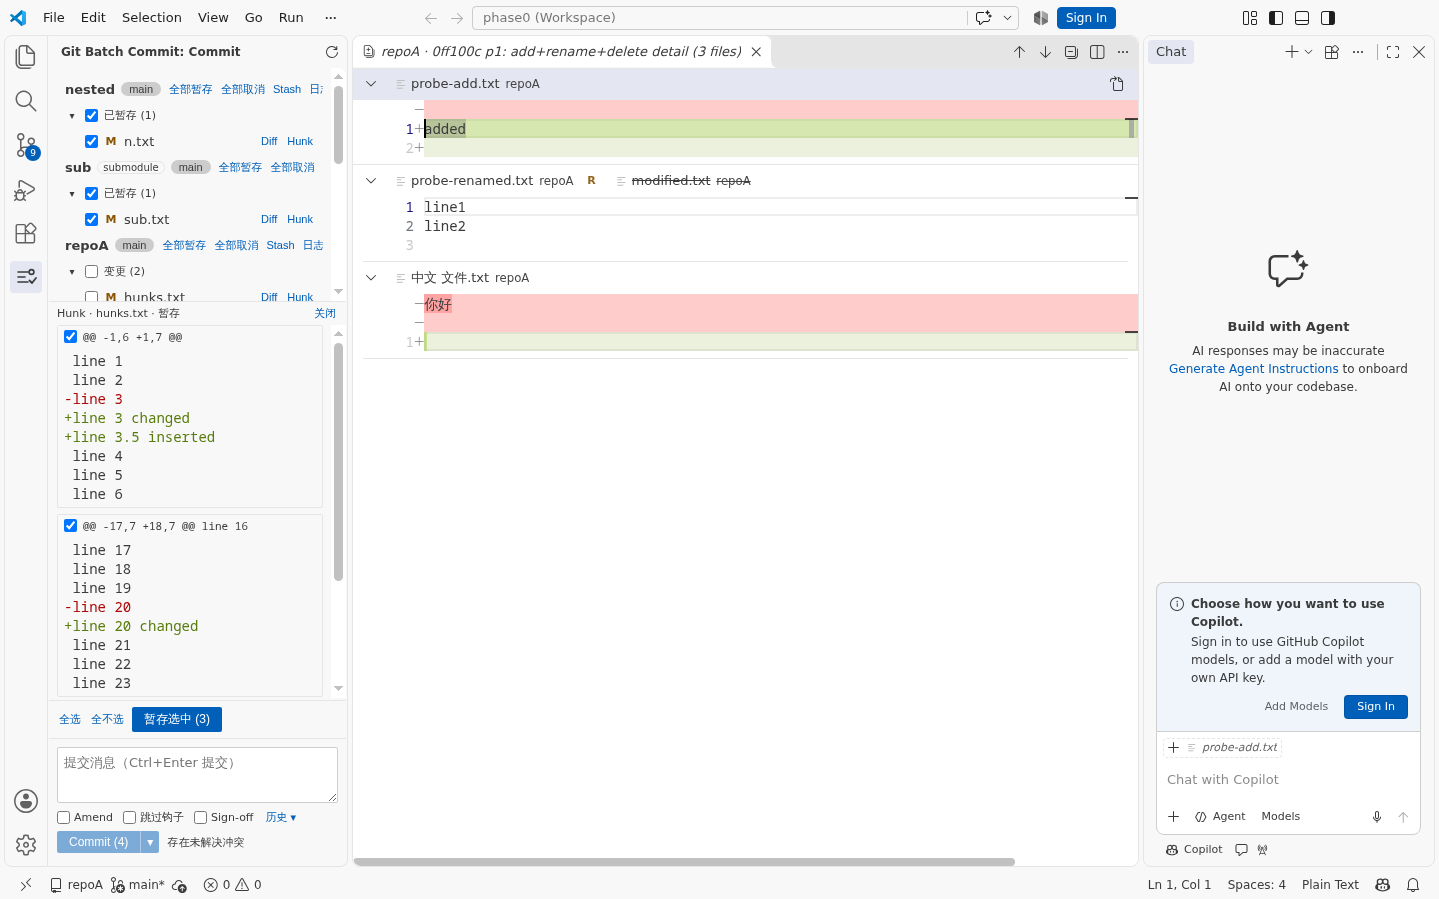 File Edit Selection View Go Run ···
phase0 (Workspace)
Sign In
Git Batch Commit: Commit
nested main 全部暂存 全部取消 Stash
已暂存 (1)
M n.txt Diff Hunk
sub submodule main 全部暂存 全部取消
已暂存 (1)
M sub.txt Diff Hunk
repoA main 全部暂存 全部取消 Stash
变更 (2)
hunks.txt Diff Hunk
Hunk · hunks.txt · 暂存 关闭
@@ -1,6 +1,7 @@
line 1
line 2
-line 3
+line 3 changed
+line 3.5 inserted
line 4
line 5
line 6
@@ -17,7 +18,7 @@ line 16
line 17
line 18
line 19
-line 20
+line 20 changed
line 21
line 22
line 23
全选 全不选 暂存选中 (3)
提交消息（Ctrl+Enter 提交）
Amend 跳过钩子 Sign-off 历史 ▾
Commit (4) ▾ 存在未解决冲突
9
repoA · 0ff100c p1: add+rename+delete detail (3 files)
probe-add.txt repoA
−
1+ added
2+
probe-renamed.txt repoA R modified.txt repoA
1 line1
2 line2
3
中文 文件.txt repoA
−你好
−
1+
Chat
Build with Agent
AI responses may be inaccurate
Generate Agent Instructions to onboard
AI onto your codebase.
Choose how you want to use
Copilot.
Sign in to use GitHub Copilot
models, or add a model with your
own API key.
Add Models Sign In
probe-add.txt
Chat with Copilot
Agent Models
Copilot
repoA main* 0 0
Ln 1, Col 1 Spaces: 4 Plain Text